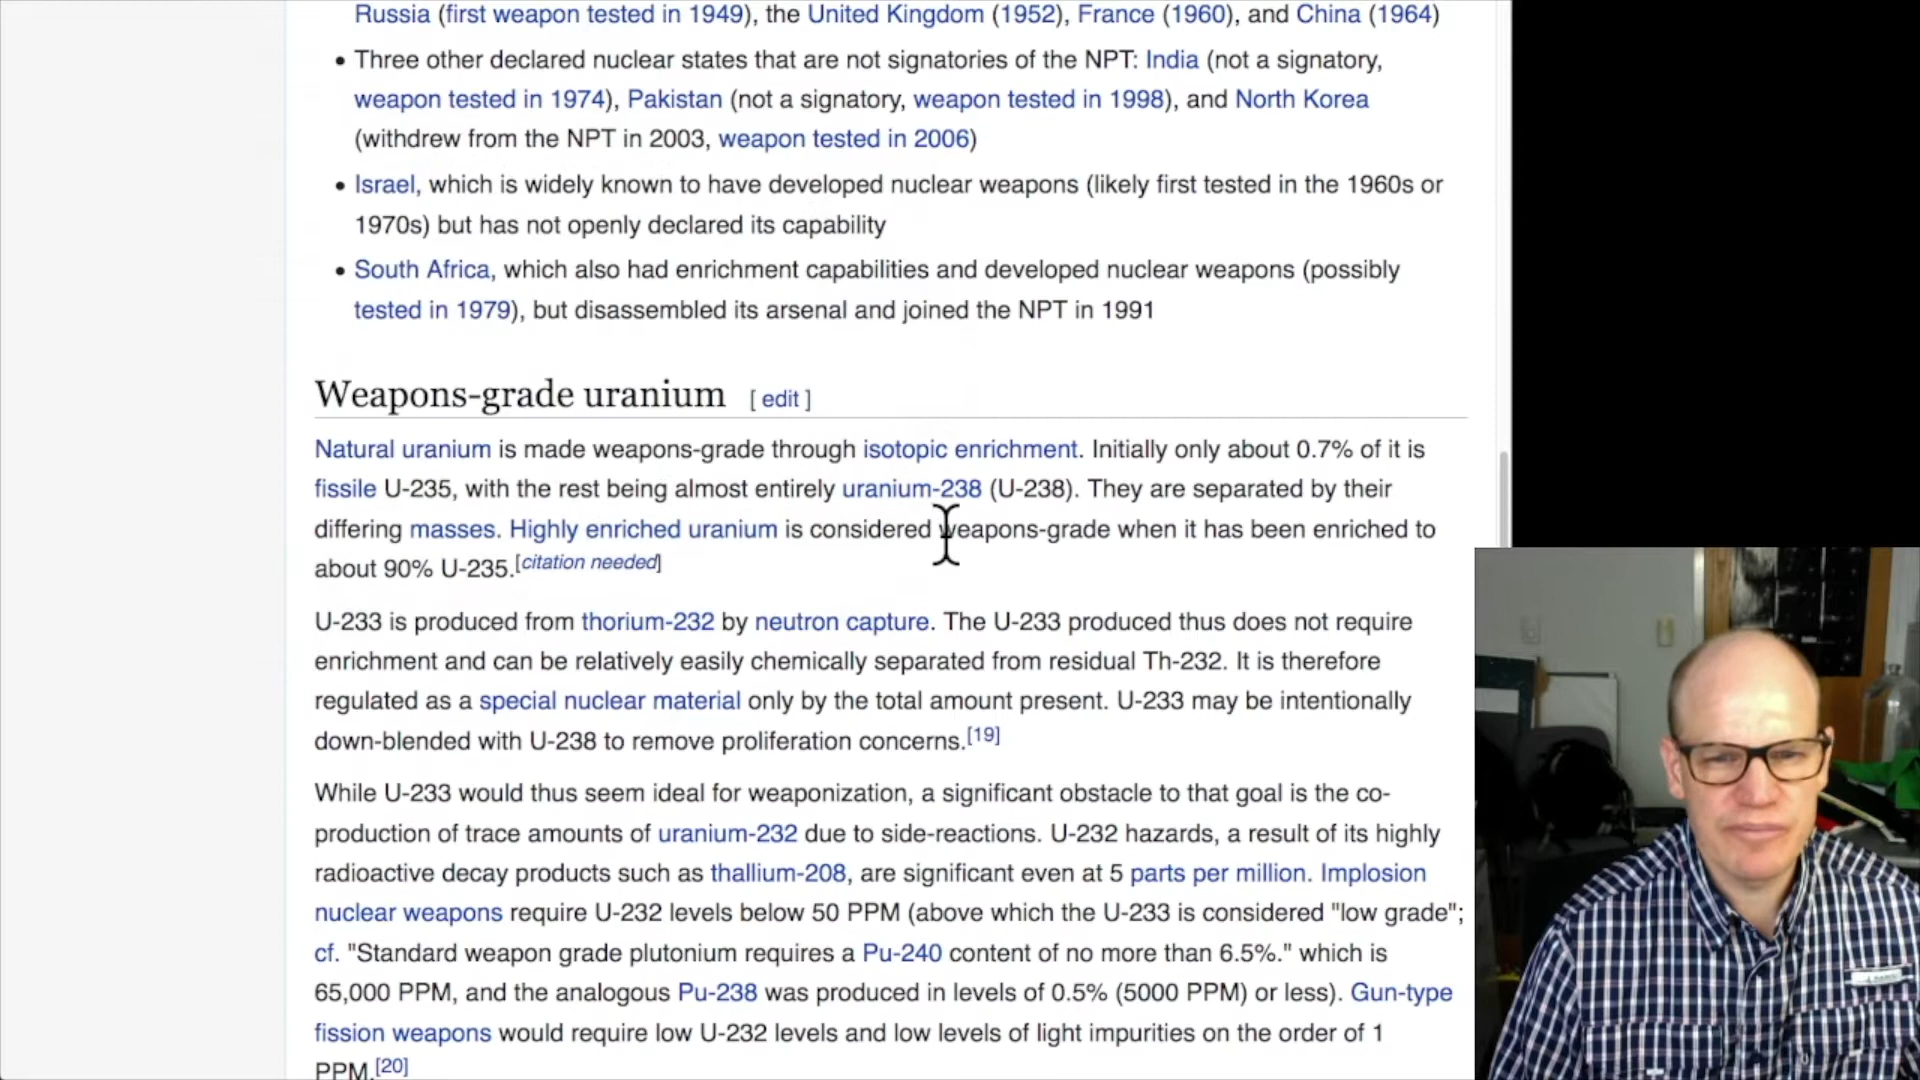 Russia (first weapon tested in 1949), the United Kingdom (1952), France (1960), and China (1964)
• Three other declared nuclear states that are not signatories of the NPT: India (not a signatory,
weapon tested in 1974), Pakistan (not a signatory, weapon tested in 1998), and North Korea
(withdrew from the NPT in 2003, weapon tested in 2006)
• Israel, which is widely known to have developed nuclear weapons (likely first tested in the 1960s or
1970s) but has not openly declared its capability
• South Africa, which also had enrichment capabilities and developed nuclear weapons (possibly
tested in 1979), but disassembled its arsenal and joined the NPT in 1991
Weapons-grade uranium [ edit ]
Natural uranium is made weapons-grade through isotopic enrichment. Initially only about 0.7% of it is
fissile U-235, with the rest being almost entirely uranium-238 (U-238). They are separated by their
differing masses. Highly enriched uranium is considered weapons-grade when it has been enriched to
about 90% U-235.[citation needed]
U-233 is produced from thorium-232 by neutron capture. The U-233 produced thus does not require
enrichment and can be relatively easily chemically separated from residual Th-232. It is therefore
regulated as a special nuclear material only by the total amount present. U-233 may be intentionally
down-blended with U-238 to remove proliferation concerns.[19]
While U-233 would thus seem ideal for weaponization, a significant obstacle to that goal is the co-
production of trace amounts of uranium-232 due to side-reactions. U-232 hazards, a result of its highly
radioactive decay products such as thallium-208, are significant even at 5 parts per million. Implosion
nuclear weapons require U-232 levels below 50 PPM (above which the U-233 is considered "low grade";
cf. "Standard weapon grade plutonium requires a Pu-240 content of no more than 6.5%." which is
65,000 PPM, and the analogous Pu-238 was produced in levels of 0.5% (5000 PPM) or less). Gun-type
fission weapons would require low U-232 levels and low levels of light impurities on the order of 1
PPM.[20]